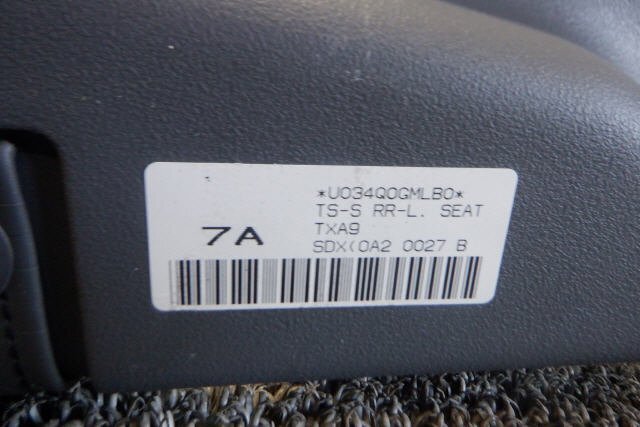 *U034Q0GMLB0*
TS-S RR-L. SEAT
7A TXA9
SDX(0A2 0027 B